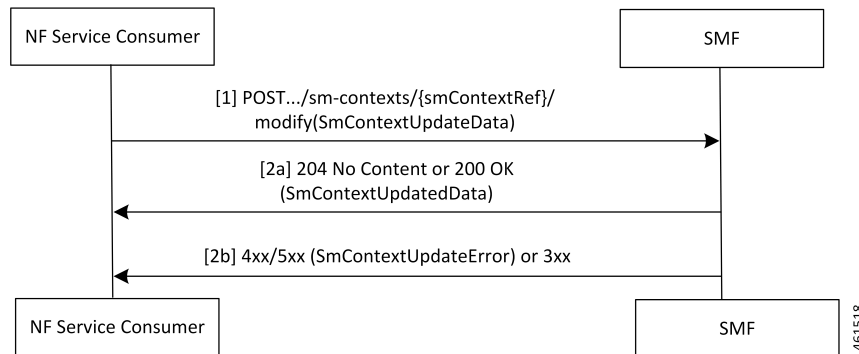 NF Service Consumer
SMF
[1] POST.../sm-contexts/{smContextRef}/
modify(SmContextUpdateData)
[2a] 204 No Content or 200 OK
(SmContextUpdatedData)
[2b] 4xx/5xx (SmContextUpdateError) or 3xx
NF Service Consumer
SMF
461518